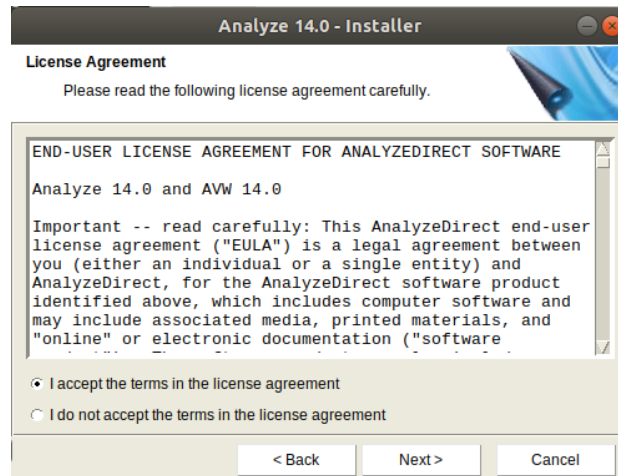 Analyze 14.0 - Installer
License Agreement
Please read the following license agreement carefully.
END-USER LICENSE AGREEMENT FOR ANALYZEDIRECT SOFTWARE
Analyze 14.0 and AVW 14.0
Important -- read carefully: This AnalyzeDirect end-user
license agreement ("EULA") is a legal agreement between
you (either an individual or a single entity) and
AnalyzeDirect, for the AnalyzeDirect software product
identified above, which includes computer software and
may include associated media, printed materials, and
"online" or electronic documentation ("software
I accept the terms in the license agreement
I do not accept the terms in the license agreement
< Back Next > Cancel